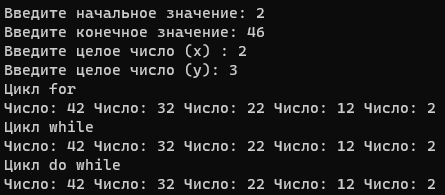 Введите начальное значение: 2
Введите конечное значение: 46
Введите целое число (x) : 2
Введите целое число (y): 3
Цикл for
Число: 42 Число: 32 Число: 22 Число: 12 Число: 2
Цикл while
Число: 42 Число: 32 Число: 22 Число: 12 Число: 2
Цикл do while
Число: 42 Число: 32 Число: 22 Число: 12 Число: 2